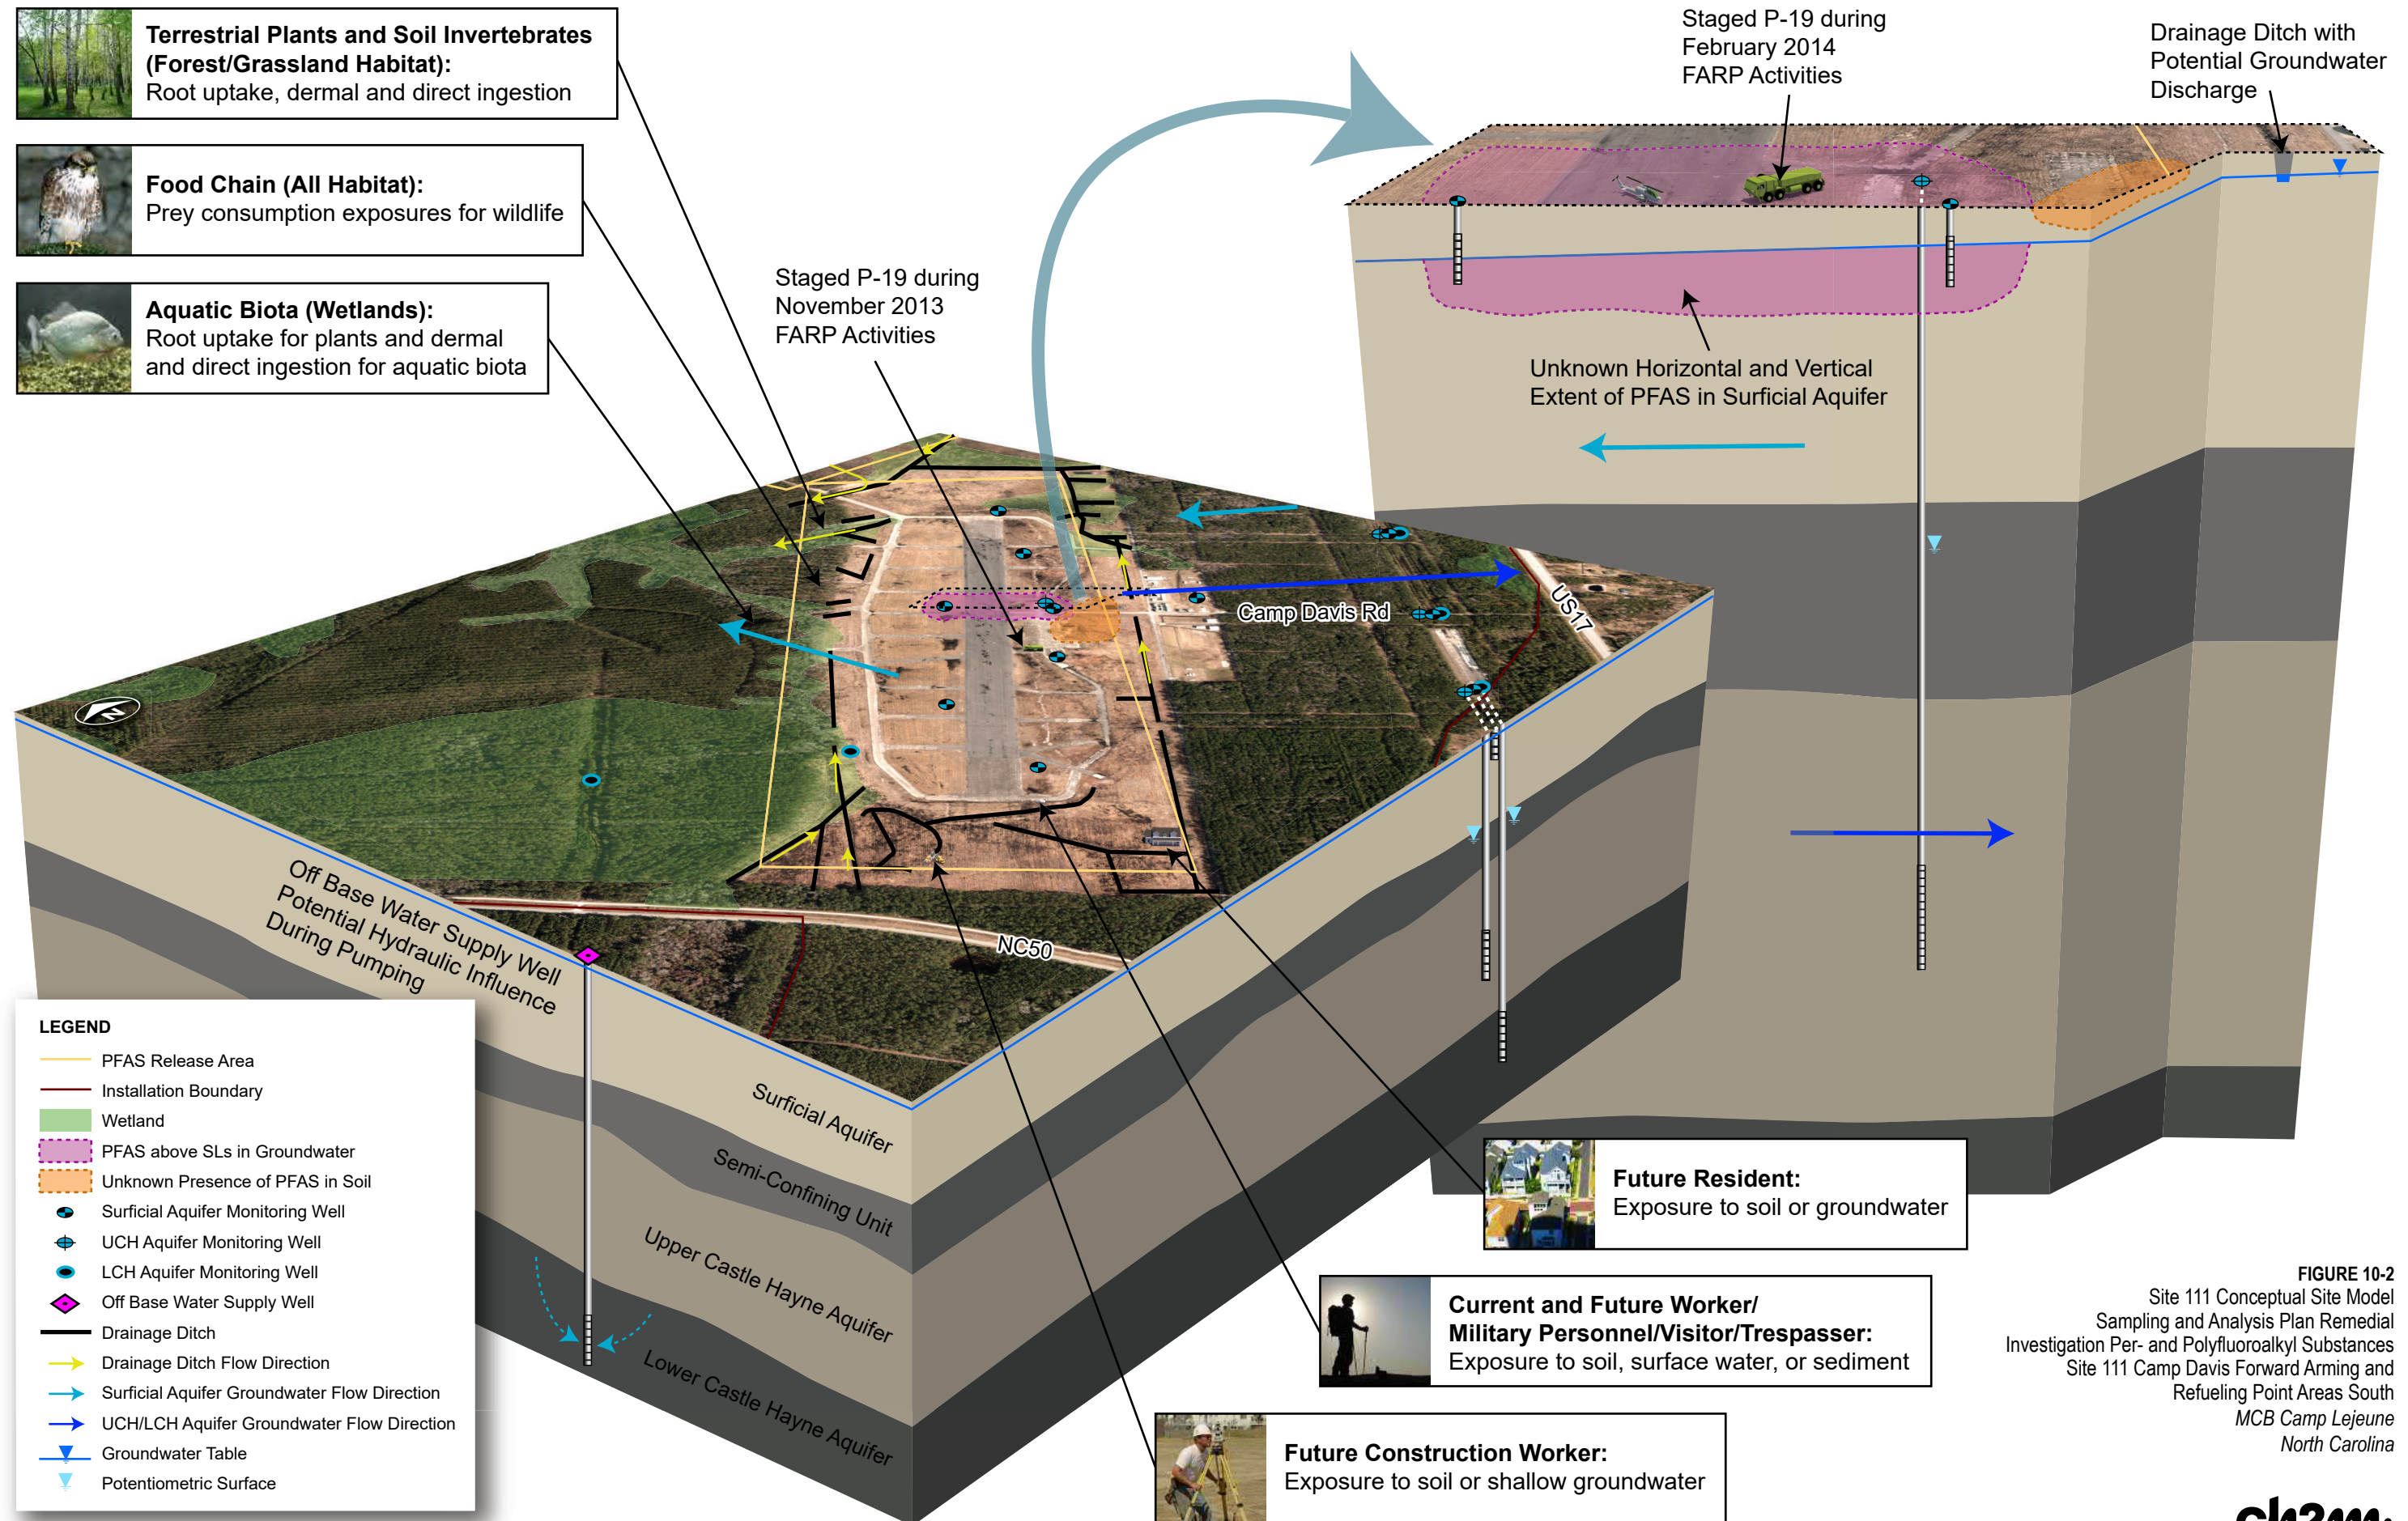 Terrestrial Plants and Soil Invertebrates
(Forest/Grassland Habitat):
Root uptake, dermal and direct ingestion
Food Chain (All Habitat):
Prey consumption exposures for wildlife
Aquatic Biota (Wetlands):
Root uptake for plants and dermal
and direct ingestion for aquatic biota
Staged P-19 during
November 2013
FARP Activities
Staged P-19 during
February 2014
FARP Activities
Drainage Ditch with
Potential Groundwater
Discharge
Unknown Horizontal and Vertical
Extent of PFAS in Surficial Aquifer
Camp Davis Rd
US17
NC50
N
Off Base Water Supply Well
Potential Hydraulic Influence
During Pumping
Surficial Aquifer
Semi-Confining Unit
Upper Castle Hayne Aquifer
Lower Castle Hayne Aquifer
LEGEND
PFAS Release Area
Installation Boundary
Wetland
PFAS above SLs in Groundwater
Unknown Presence of PFAS in Soil
Surficial Aquifer Monitoring Well
UCH Aquifer Monitoring Well
LCH Aquifer Monitoring Well
Off Base Water Supply Well
Drainage Ditch
Drainage Ditch Flow Direction
Surficial Aquifer Groundwater Flow Direction
UCH/LCH Aquifer Groundwater Flow Direction
Groundwater Table
Potentiometric Surface
Future Resident:
Exposure to soil or groundwater
Current and Future Worker/
Military Personnel/Visitor/Trespasser:
Exposure to soil, surface water, or sediment
Future Construction Worker:
Exposure to soil or shallow groundwater
FIGURE 10-2
Site 111 Conceptual Site Model
Sampling and Analysis Plan Remedial
Investigation Per- and Polyfluoroalkyl Substances
Site 111 Camp Davis Forward Arming and
Refueling Point Areas South
MCB Camp Lejeune
North Carolina
ch2m.